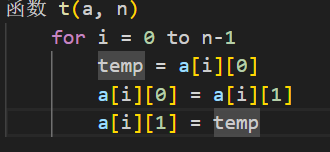 函数 t(a, n)
    for i = 0 to n-1
        temp = a[i][0]
        a[i][0] = a[i][1]
        a[i][1] = temp